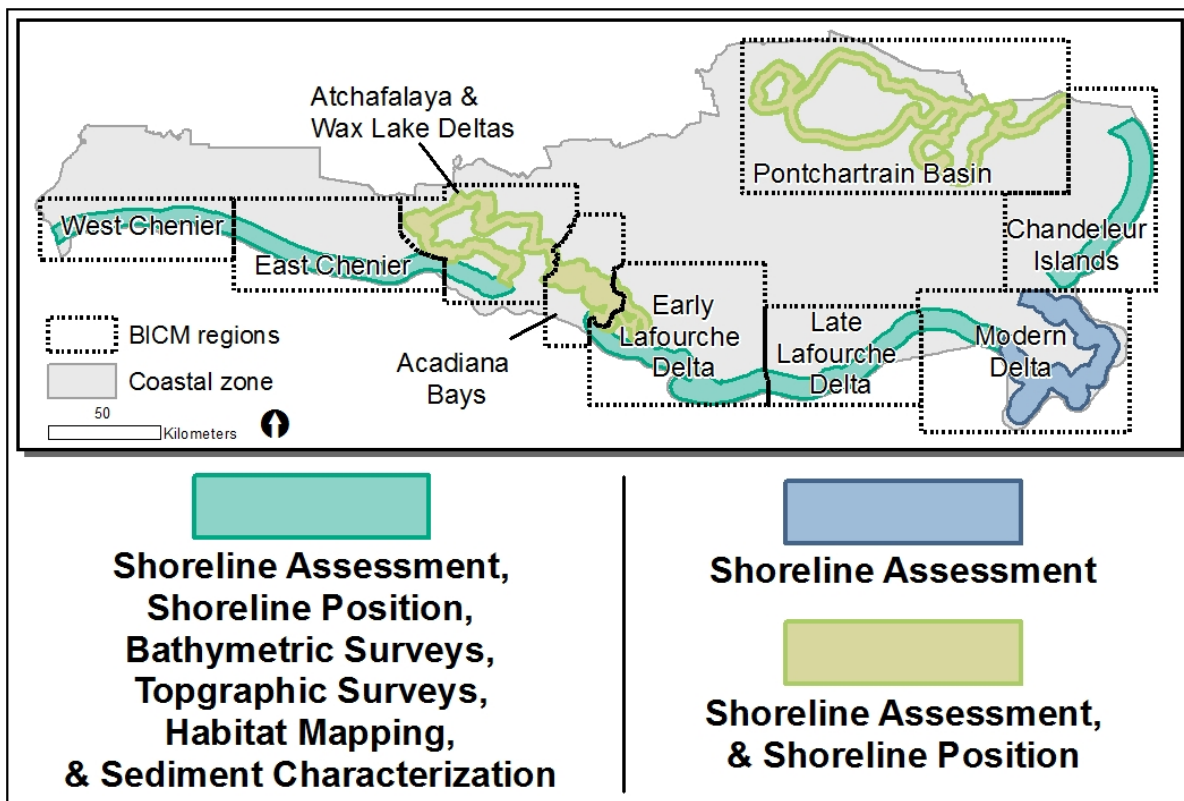 Atchafalaya &
Wax Lake Deltas
Pontchartrain Basin
West Chenier
East Chenier
Chandeleur
Islands
Early
Lafourche
Delta
Late
Lafourche
Delta
Modern
Delta
Acadiana
Bays
BICM regions
Coastal zone
50
Kilometers
Shoreline Assessment,
Shoreline Position,
Bathymetric Surveys,
Topgraphic Surveys,
Habitat Mapping,
& Sediment Characterization
Shoreline Assessment
Shoreline Assessment,
& Shoreline Position